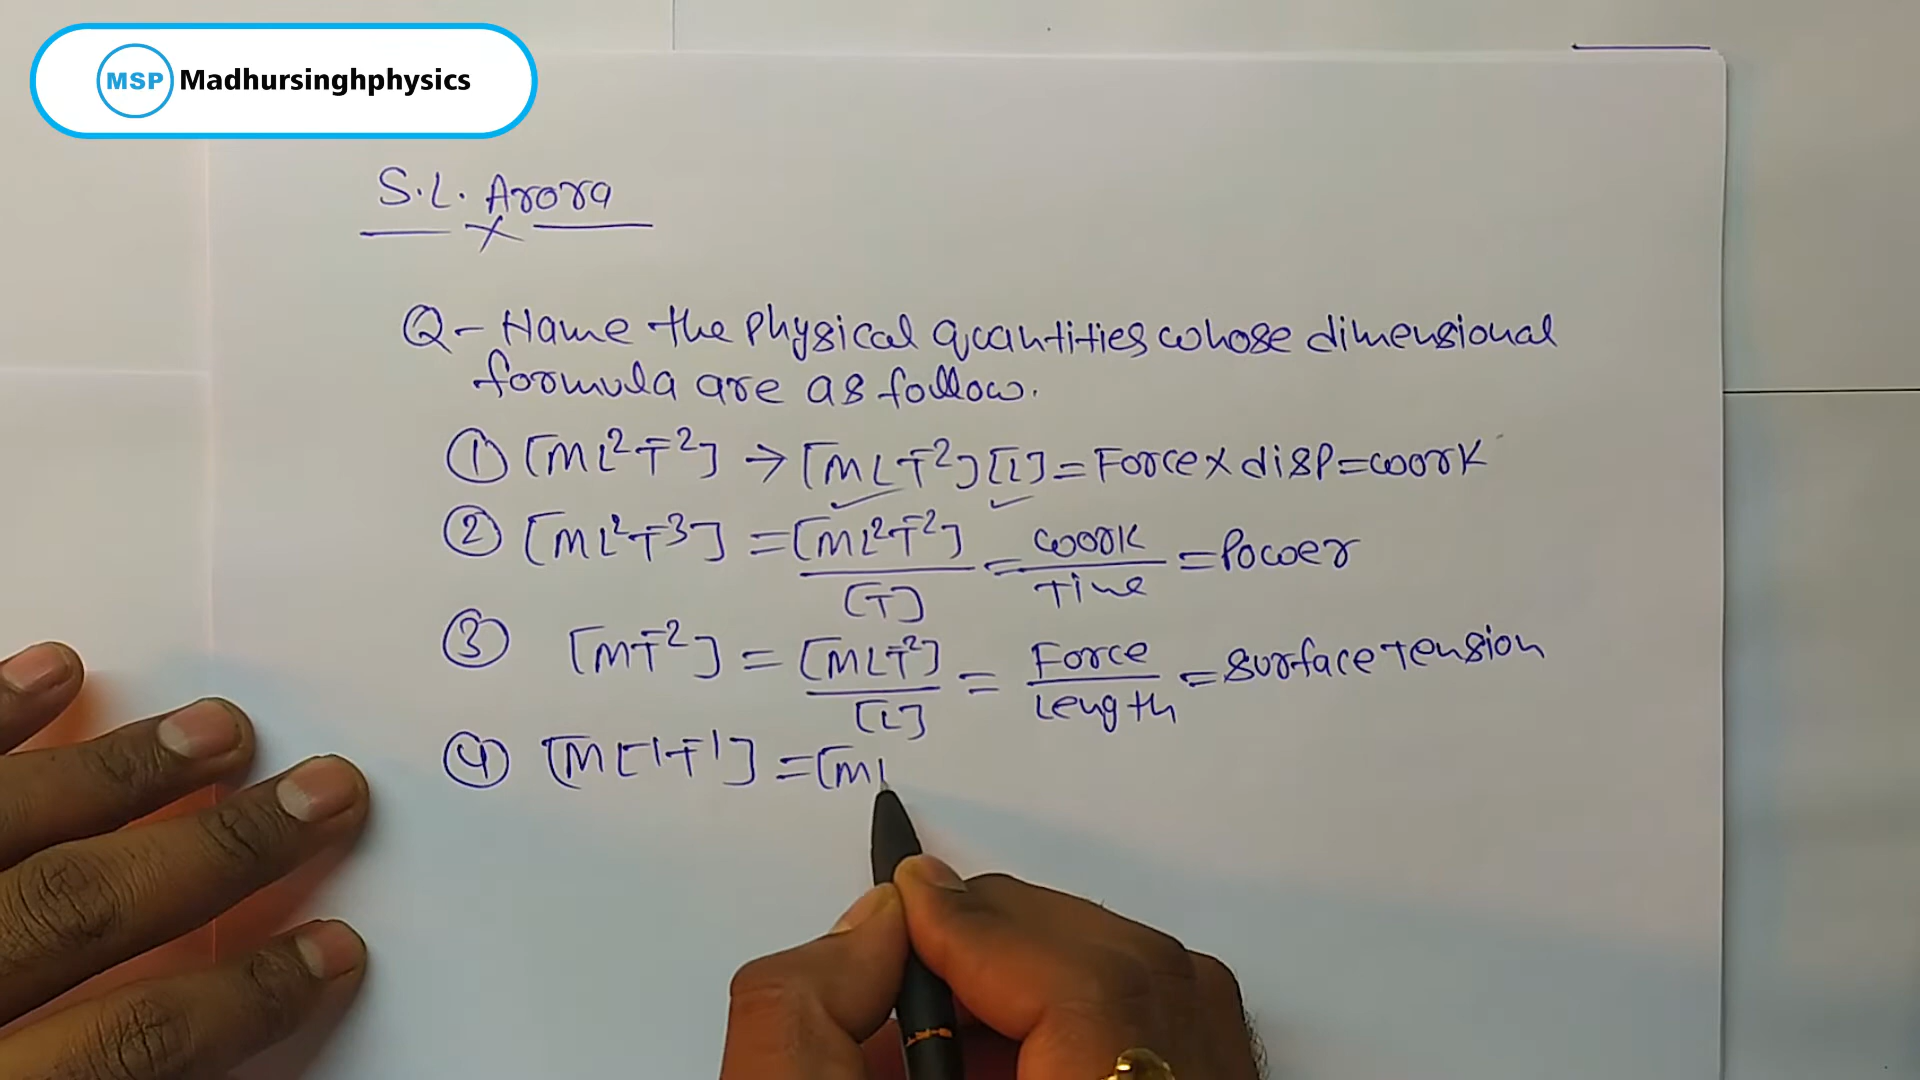 MSP Madhursinghphysics
S.L. Arora
Q - Name the physical quantities whose dimensional
formula are as follow.
① [ML²T⁻²] → [MLT⁻²][L] = Force × disp = work
② [ML²T⁻³] = [ML²T⁻²]/[T] = work/Time = Power
③ [MT⁻²] = [MLT⁻²]/[L] = Force/Length = surface Tension
④ [ML⁻¹T⁻¹] = [ML